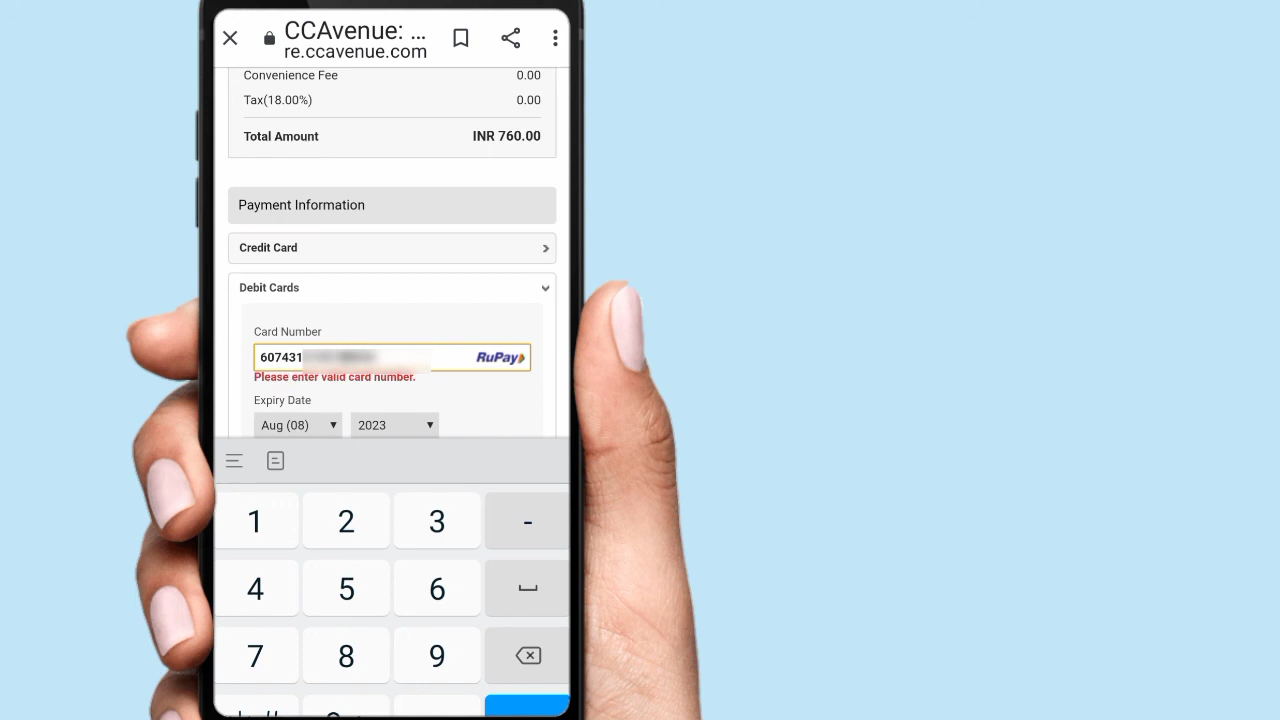 CCAvenue: ...
re.ccavenue.com
Convenience Fee 0.00
Tax(18.00%) 0.00
Total Amount INR 760.00
Payment Information
Credit Card
Debit Cards
Card Number
607431 RuPay
Please enter valid card number.
Expiry Date
Aug (08) 2023
1 2 3 -
4 5 6
7 8 9